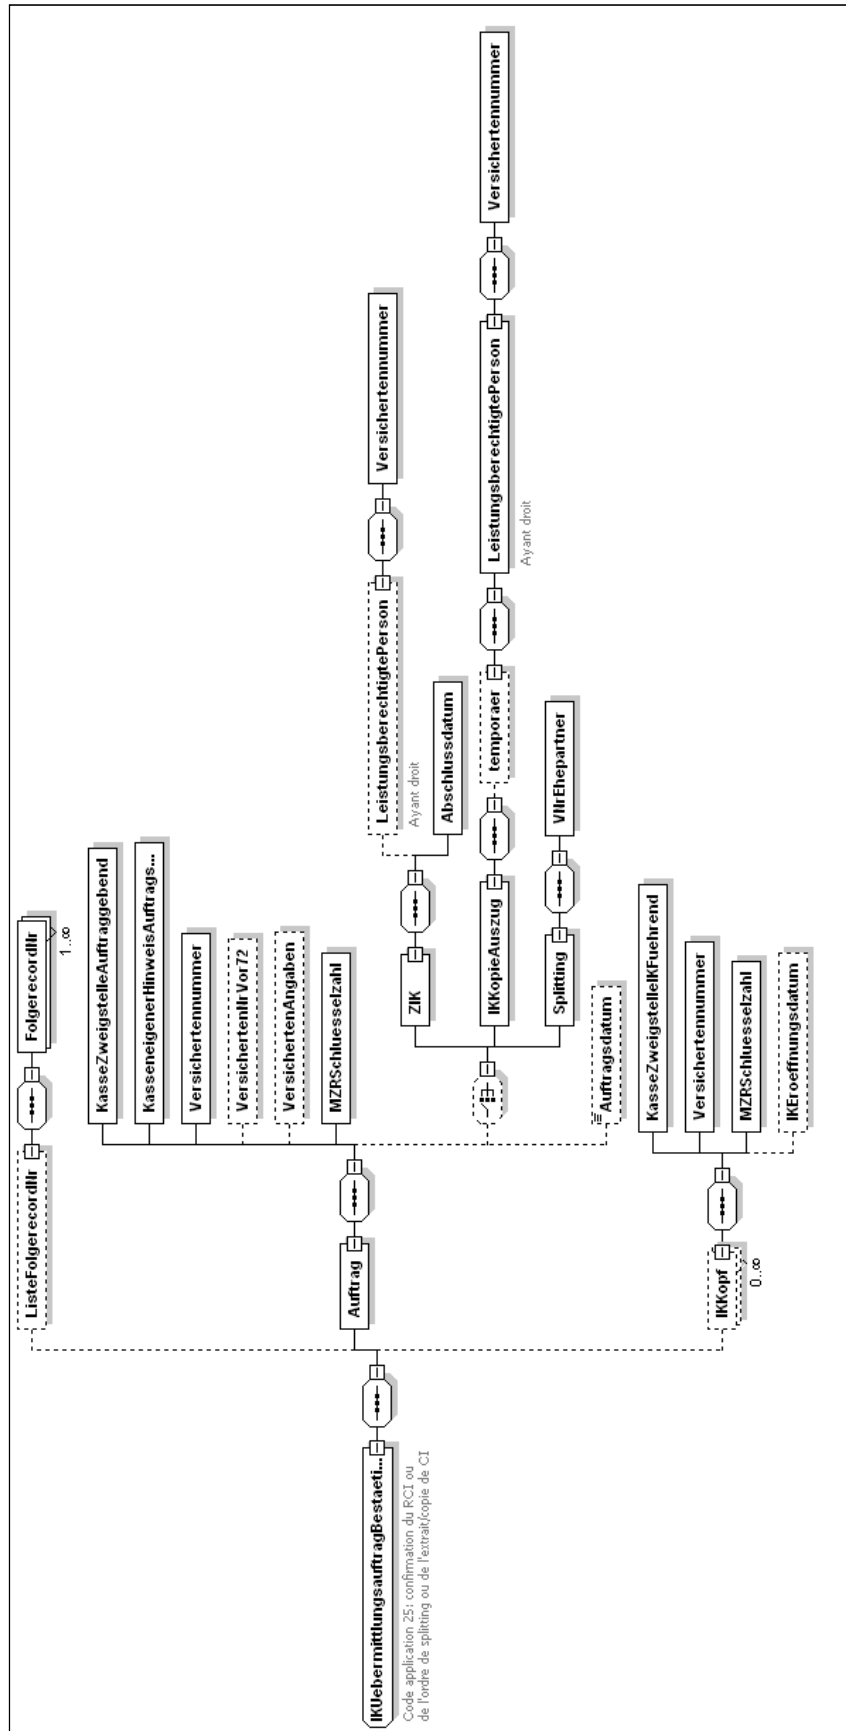 ListeFolgerecordNr
FolgerecordNr
1..∞
KasseZweigstelleAuftraggebend
KasseneigenerHinweisAuftrags...
Versichertennummer
VersichertenNrVor72
VersichertenAngaben
MZRSchluesselzahl
IKUebermittlungsauftragBestaeti...
Code application 25: confirmation du RCI ou
de l'ordre de splitting ou de l'extrait/copie de CI
Auftrag
ZIK
LeistungsberechtigtePerson
Ayant droit
Versichertennummer
Abschlussdatum
IKKopieAuszug
temporaer
LeistungsberechtigtePerson
Ayant droit
Versichertennummer
Splitting
VNrEhepartner
Auftragsdatum
IKKopf
0..∞
KasseZweigstelleIKFuehrend
Versichertennummer
MZRSchluesselzahl
IKEroeffnungsdatum